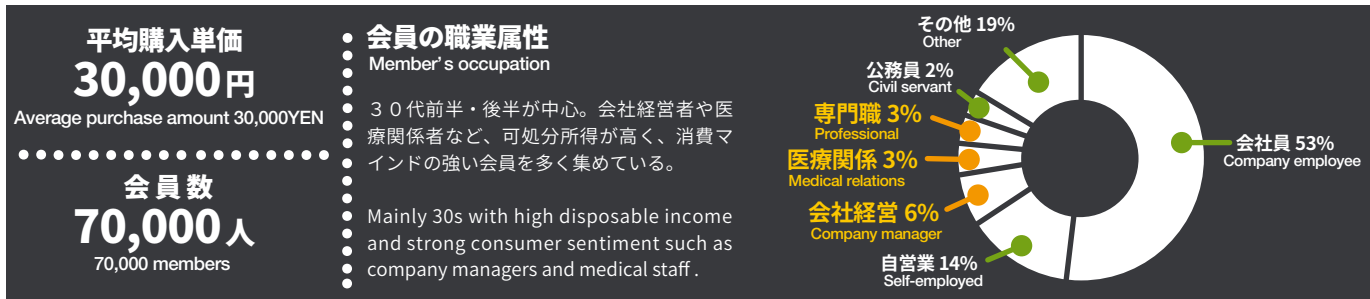 平均購入単価
30,000円
Average purchase amount 30,000YEN
会員数
70,000人
70,000 members
会員の職業属性
Member's occupation
３０代前半・後半が中心。会社経営者や医
療関係者など、可処分所得が高く、消費マ
インドの強い会員を多く集めている。
Mainly 30s with high disposable income
and strong consumer sentiment such as
company managers and medical staff .
その他 19%
Other
公務員 2%
Civil servant
専門職 3%
Professional
医療関係 3%
Medical relations
会社経営 6%
Company manager
自営業 14%
Self-employed
会社員 53%
Company employee